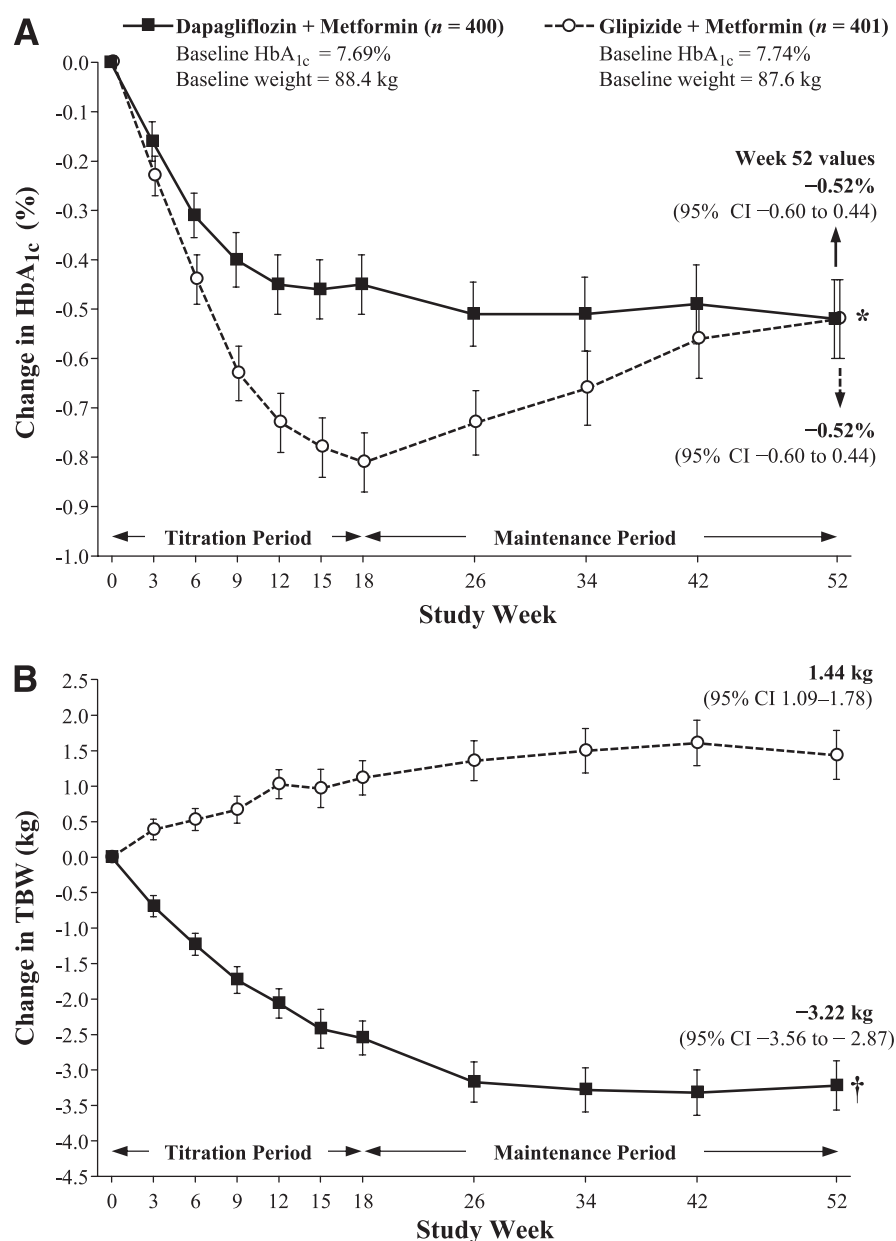 A
Dapagliflozin + Metformin (n = 400)
Baseline HbA1c = 7.69%
Baseline weight = 88.4 kg
Glipizide + Metformin (n = 401)
Baseline HbA1c = 7.74%
Baseline weight = 87.6 kg
Change in HbA1c (%)
0.0
-0.1
-0.2
-0.3
-0.4
-0.5
-0.6
-0.7
-0.8
-0.9
-1.0
Week 52 values
−0.52%
(95% CI −0.60 to 0.44)
*
−0.52%
(95% CI −0.60 to 0.44)
Titration Period
Maintenance Period
0 3 6 9 12 15 18 26 34 42 52
Study Week
B
Change in TBW (kg)
2.5
2.0
1.5
1.0
0.5
0.0
-0.5
-1.0
-1.5
-2.0
-2.5
-3.0
-3.5
-4.0
-4.5
1.44 kg
(95% CI 1.09–1.78)
−3.22 kg
(95% CI −3.56 to − 2.87)
†
Titration Period
Maintenance Period
0 3 6 9 12 15 18 26 34 42 52
Study Week